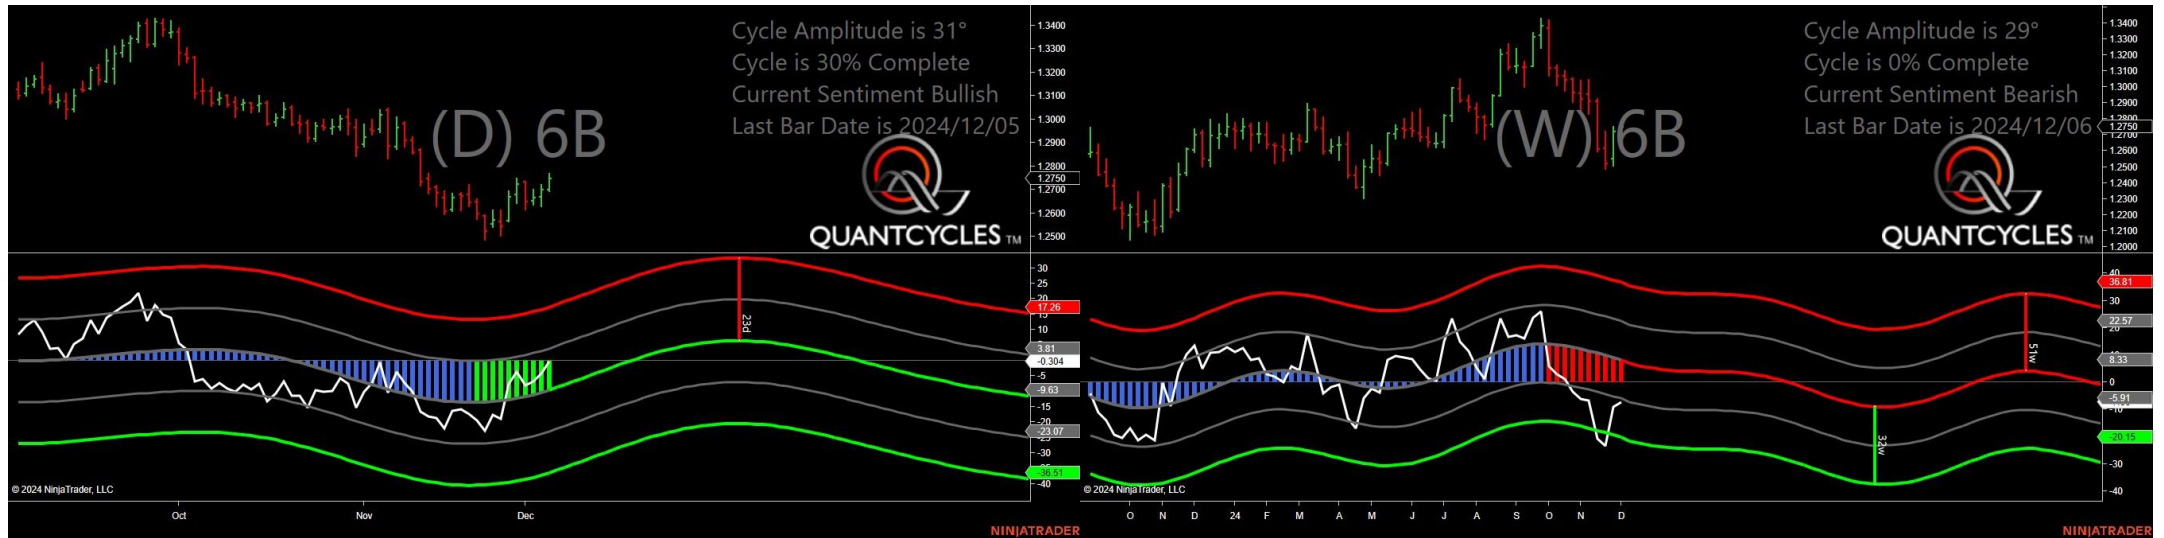 Cycle Amplitude is 31°
Cycle is 30% Complete
Current Sentiment Bullish
Last Bar Date is 2024/12/05
(D) 6B
QUANTCYCLES TM
1.3400
1.3300
1.3200
1.3100
1.3000
1.2900
1.2800
1.2750
1.2700
1.2600
1.2500
30
25
20
17.26
10
3.81
-0.304
-5
-9.63
-15
-23.07
-30
-36.51
-40
23d
© 2024 NinjaTrader, LLC
Oct Nov Dec
NINJATRADER
Cycle Amplitude is 29°
Cycle is 0% Complete
Current Sentiment Bearish
Last Bar Date is 2024/12/06
(W) 6B
QUANTCYCLES TM
1.3400
1.3300
1.3200
1.3100
1.3000
1.2900
1.2800
1.2750
1.2700
1.2600
1.2500
1.2400
1.2300
1.2200
1.2100
1.2000
40
36.81
30
22.57
20
8.33
0
-5.91
-10
-20.15
-30
-40
51w
32w
© 2024 NinjaTrader, LLC
O N D 24 F M A M J J A S O N D
NINJATRADER